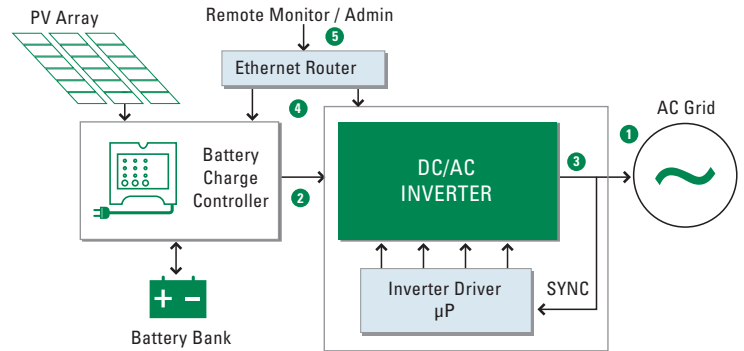 PV Array
Remote Monitor / Admin
5
Ethernet Router
4
1
AC Grid
Battery
Charge
Controller
2
DC/AC
INVERTER
3
Inverter Driver
µP
SYNC
Battery Bank